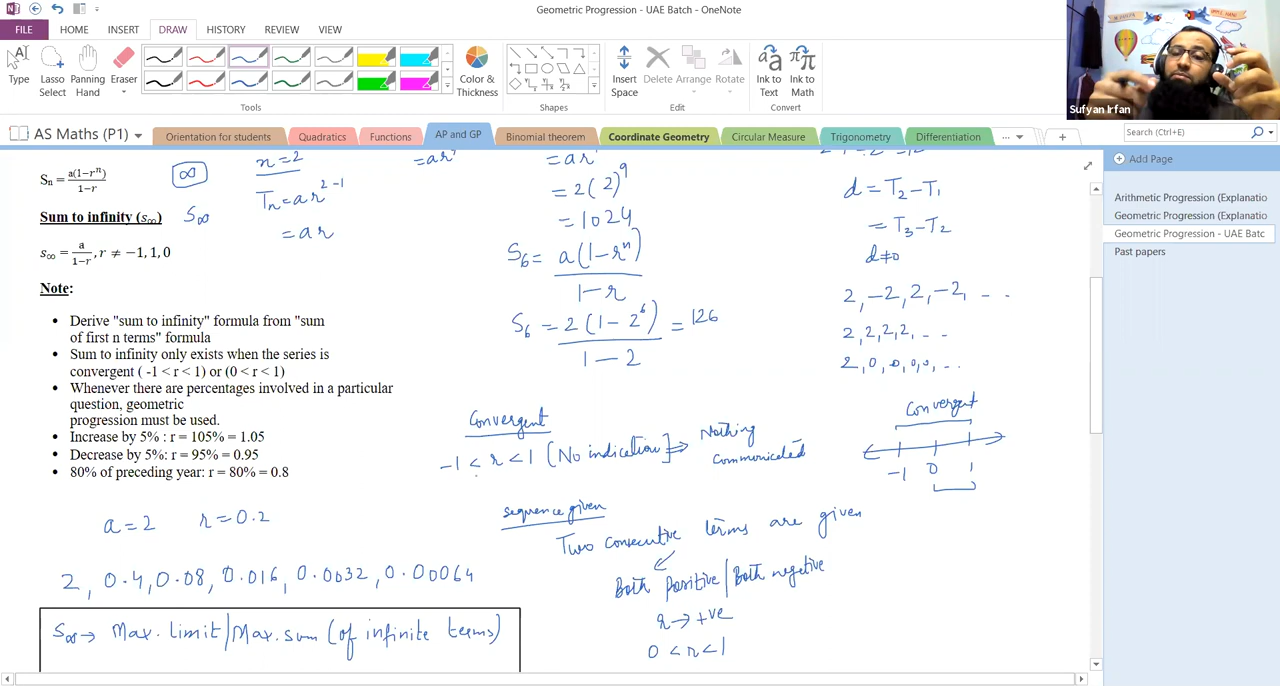 Geometric Progression - UAE Batch - OneNote
FILE HOME INSERT DRAW HISTORY REVIEW VIEW
Type Lasso Select Panning Hand Eraser Color & Thickness Insert Space Delete Arrange Rotate Ink to Text Ink to Math
Tools Shapes Edit Convert
Sufyan Irfan
AS Maths (P1) Orientation for students Quadratics Functions AP and GP Binomial theorem Coordinate Geometry Circular Measure Trigonometry Differentiation ... Search (Ctrl+E)
Add Page
Arithmetic Progression (Explanatio
Geometric Progression (Explanatio
Geometric Progression - UAE Batc
Past papers
Sn = a(1−rⁿ)/1−r
Sum to infinity (s∞)
s∞ = a/1−r, r ≠ −1, 1, 0
Note:
• Derive "sum to infinity" formula from "sum
of first n terms" formula
• Sum to infinity only exists when the series is
convergent ( -1 < r < 1) or (0 < r < 1)
• Whenever there are percentages involved in a particular
question, geometric
progression must be used.
• Increase by 5% : r = 105% = 1.05
• Decrease by 5%: r = 95% = 0.95
• 80% of preceding year: r = 80% = 0.8
∞
S∞
n=2
Tn = ar²⁻¹
= ar
= 2(2)⁹
= 1024
S6 = a(1−rⁿ)/1−r
S6 = 2(1−2⁶)/1−2 = 126
d = T2 − T1
= T3 − T2
d≠0
2, −2, 2, −2, - - -
2, 2, 2, 2, - - -
2, 0, 0, 0, 0, - - -
Convergent
−1 0 1
Convergent
−1 < r < 1 [No indication] ⇒ Nothing
communicated
sequence given
Two consecutive terms are given
Both positive / Both negative
r → +ve
0 < r < 1
a = 2 r = 0.2
2, 0.4, 0.08, 0.016, 0.0032, 0.00064
S∞ → Max. limit/Max. sum (of infinite terms)